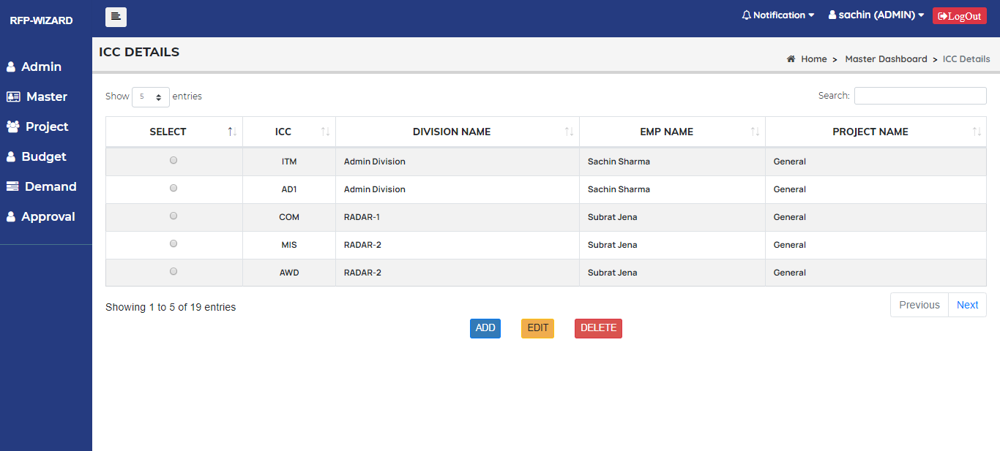 RFP-WIZARD
Notification
sachin (ADMIN)
LogOut
Admin
Master
Project
Budget
Demand
Approval
ICC DETAILS
Home > Master Dashboard > ICC Details
Show 5 entries
Search:
SELECT ICC DIVISION NAME EMP NAME PROJECT NAME
ITM Admin Division Sachin Sharma General
AD1 Admin Division Sachin Sharma General
COM RADAR-1 Subrat Jena General
MIS RADAR-2 Subrat Jena General
AWD RADAR-2 Subrat Jena General
Showing 1 to 5 of 19 entries
Previous Next
ADD EDIT DELETE